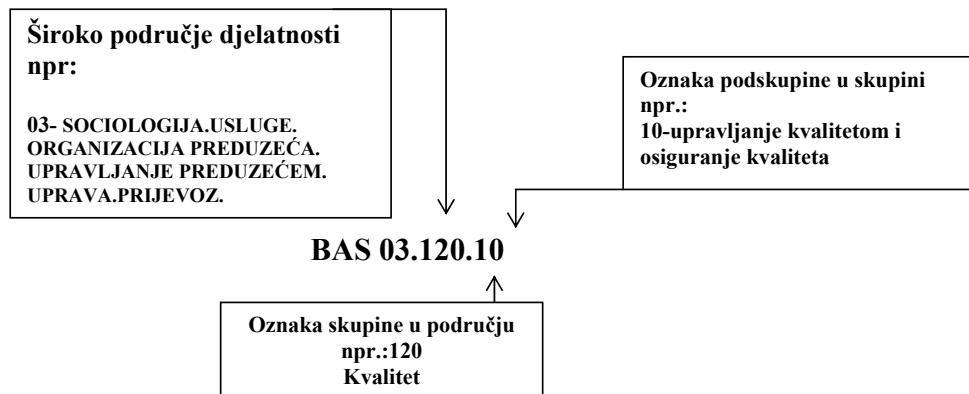 Široko područje djelatnosti
npr:
03- SOCIOLOGIJA.USLUGE.
ORGANIZACIJA PREDUZEĆA.
UPRAVLJANJE PREDUZEĆEM.
UPRAVA.PRIJEVOZ.
Oznaka podskupine u skupini
npr.:
10-upravljanje kvalitetom i
osiguranje kvaliteta
BAS 03.120.10
Oznaka skupine u području
npr.:120
Kvalitet